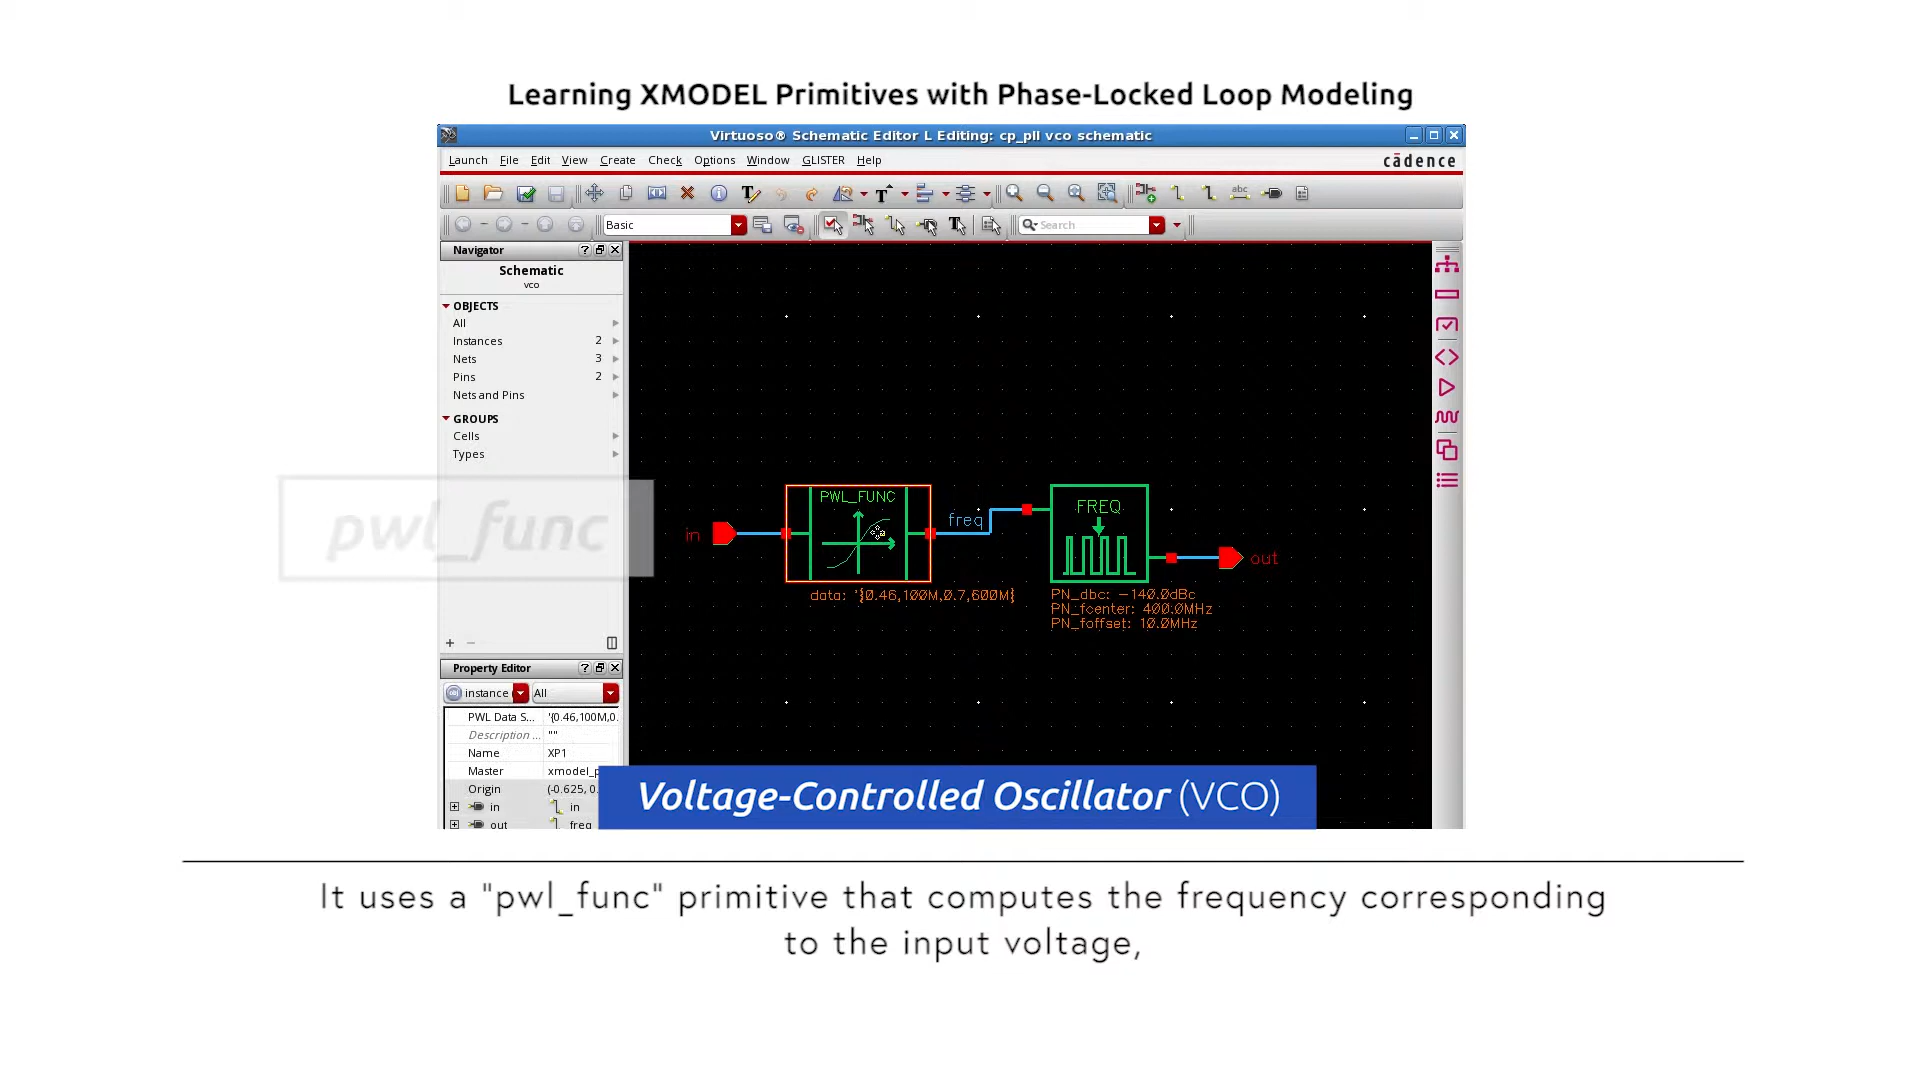 Learning XMODEL Primitives with Phase-Locked Loop Modeling
Virtuoso® Schematic Editor L Editing: cp_pll vco schematic
Launch File Edit View Create Check Options Window GLISTER Help
cādence
abc
Basic
Search
Navigator
Schematic
vco
OBJECTS
All
Instances 2
Nets 3
Pins 2
Nets and Pins
GROUPS
Cells
Types
pwl_func
PWL_FUNC
in
freq
FREQ
out
data: '{0.46,100M,0.7,600M}
PN_dbc: -140.0dBc
PN_fcenter: 400.0MHz
PN_foffset: 10.0MHz
Property Editor
instance All
PWL Data S... '{0.46,100M,0.
Description ... ""
Name XP1
Master xmodel_p
Origin (-0.625, 0.
in in
out freq
Voltage-Controlled Oscillator (VCO)
It uses a "pwl_func" primitive that computes the frequency corresponding
to the input voltage,